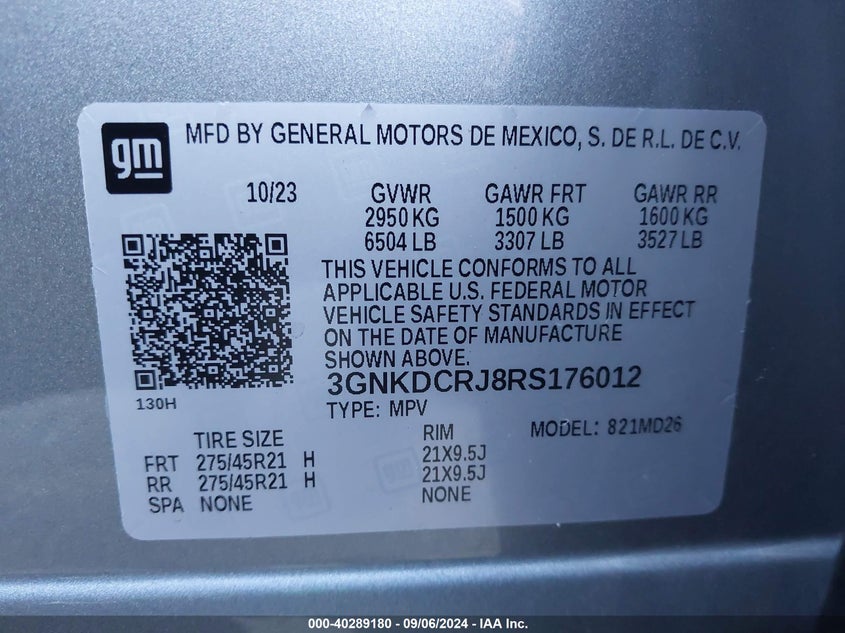 gm MFD BY GENERAL MOTORS DE MEXICO, S. DE R.L. DE C.V.
10/23 GVWR GAWR FRT GAWR RR
2950 KG 1500 KG 1600 KG
6504 LB 3307 LB 3527 LB
THIS VEHICLE CONFORMS TO ALL
APPLICABLE U.S. FEDERAL MOTOR
VEHICLE SAFETY STANDARDS IN EFFECT
ON THE DATE OF MANUFACTURE
SHOWN ABOVE.
3GNKDCRJ8RS176012
130H
TYPE: MPV MODEL: 821MD26
TIRE SIZE RIM
FRT 275/45R21 H 21X9.5J
RR 275/45R21 H 21X9.5J
SPA NONE NONE
000-40289180 - 09/06/2024 - IAA Inc.